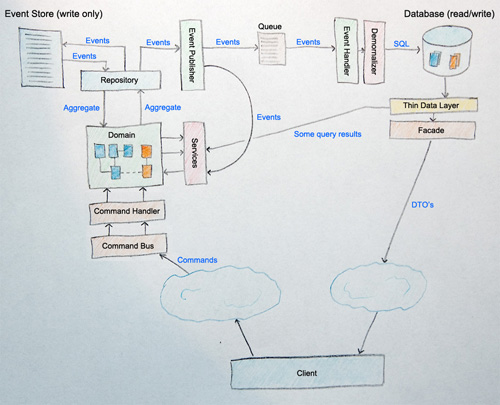 Event Store (write only)
Database (read/write)
Queue
Events
Events
Events
Events
Events
SQL
Repository
Event Publisher
Event Handler
Demornalizer
Aggregate
Aggregate
Thin Data Layer
Events
Domain
Services
Some query results
Facade
Command Handler
DTO's
Command Bus
Commands
Client